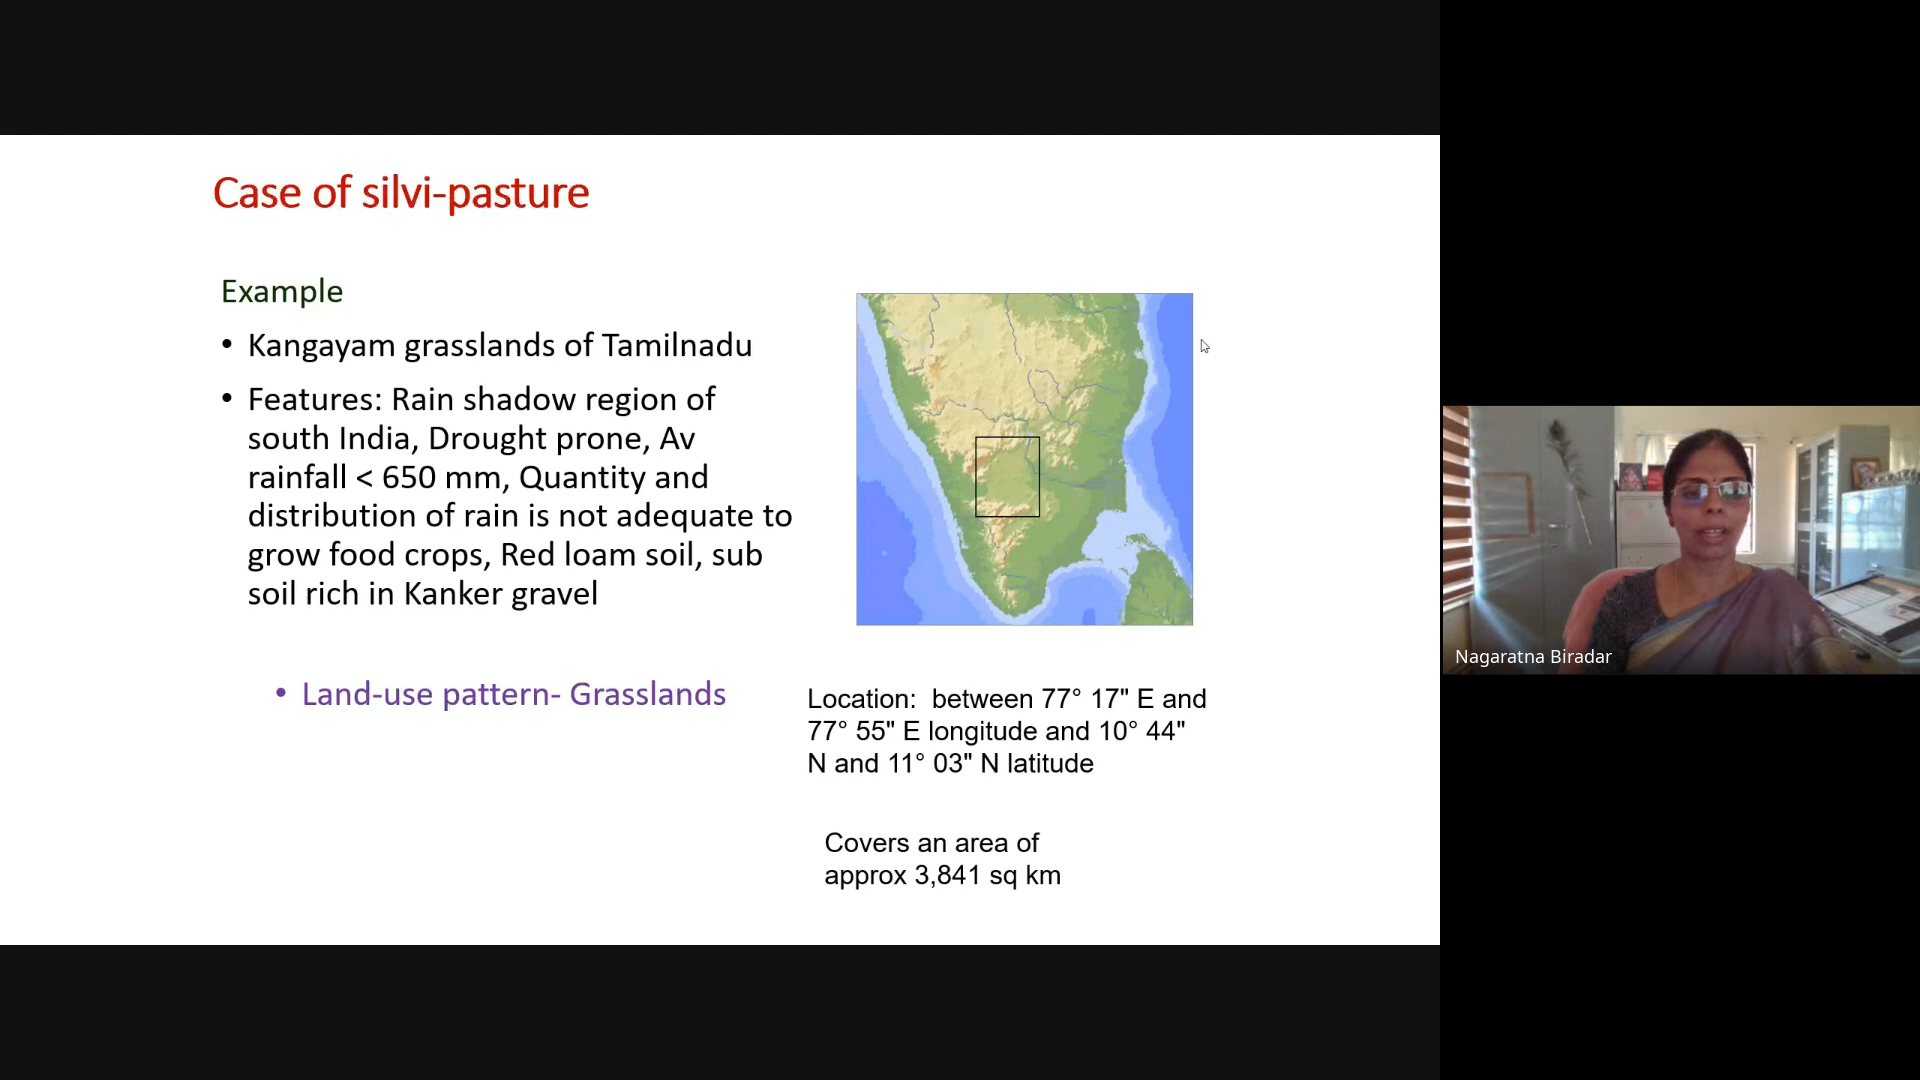 Case of silvi-pasture
Example
• Kangayam grasslands of Tamilnadu
• Features: Rain shadow region of
south India, Drought prone, Av
rainfall < 650 mm, Quantity and
distribution of rain is not adequate to
grow food crops, Red loam soil, sub
soil rich in Kanker gravel
• Land-use pattern- Grasslands
Location:  between 77° 17" E and
77° 55" E longitude and 10° 44"
N and 11° 03" N latitude
Covers an area of
approx 3,841 sq km
Nagaratna Biradar